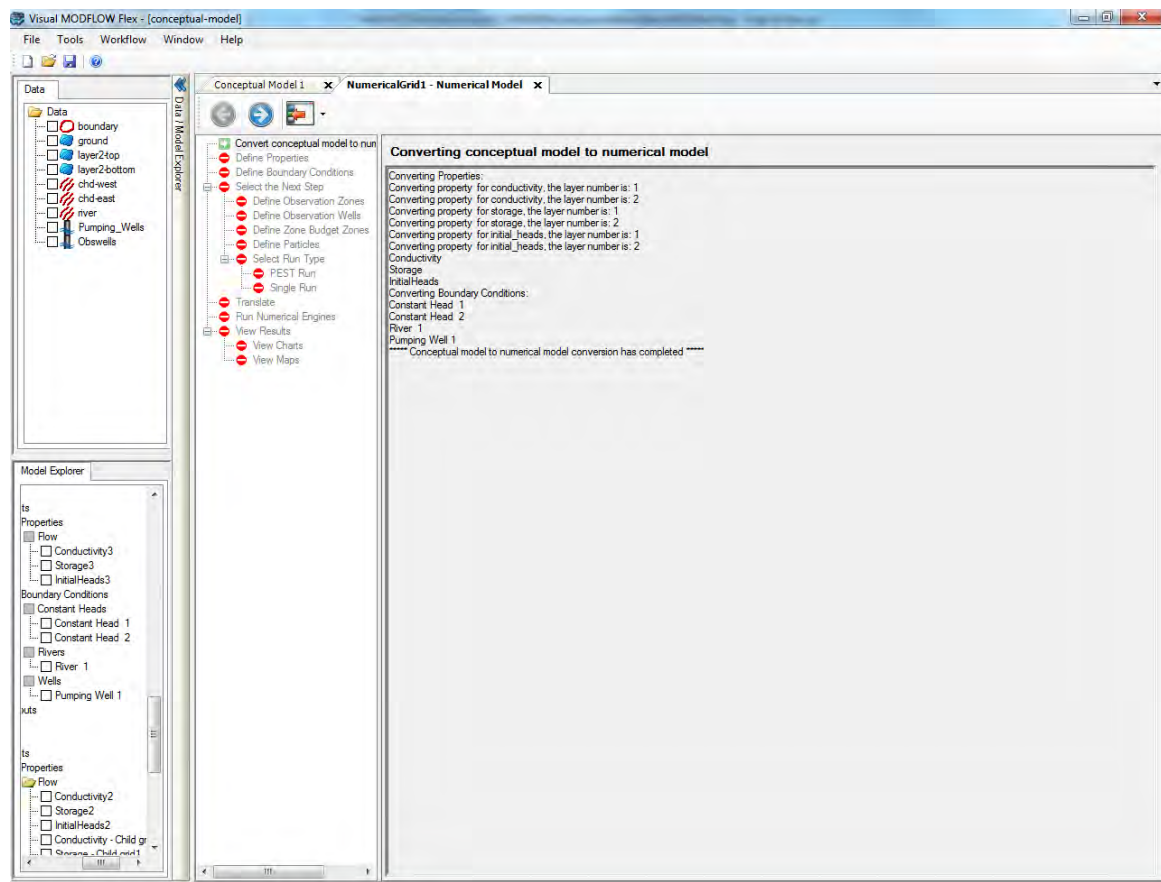 Visual MODFLOW Flex - [conceptual-model]
File Tools Workflow Window Help
Data
Data
boundary
ground
layer2-top
layer2-bottom
chd-west
chd-east
river
Pumping_Wells
Obswells
Data / Model Explorer
Model Explorer
ts
Properties
Flow
Conductivity3
Storage3
InitialHeads3
Boundary Conditions
Constant Heads
Constant Head 1
Constant Head 2
Rivers
River 1
Wells
Pumping Well 1
uts
ts
Properties
Flow
Conductivity2
Storage2
InitialHeads2
Conductivity - Child gr
Storage - Child grid1
Conceptual Model 1 x NumericalGrid1 - Numerical Model x
Convert conceptual model to num
Define Properties
Define Boundary Conditions
Select the Next Step
Define Observation Zones
Define Observation Wells
Define Zone Budget Zones
Define Particles
Select Run Type
PEST Run
Single Run
Translate
Run Numerical Engines
View Results
View Charts
View Maps
Converting conceptual model to numerical model
Converting Properties:
Converting property for conductivity, the layer number is: 1
Converting property for conductivity, the layer number is: 2
Converting property for storage, the layer number is: 1
Converting property for storage, the layer number is: 2
Converting property for initial_heads, the layer number is: 1
Converting property for initial_heads, the layer number is: 2
Conductivity
Storage
InitialHeads
Converting Boundary Conditions:
Constant Head 1
Constant Head 2
River 1
Pumping Well 1
***** Conceptual model to numerical model conversion has completed *****